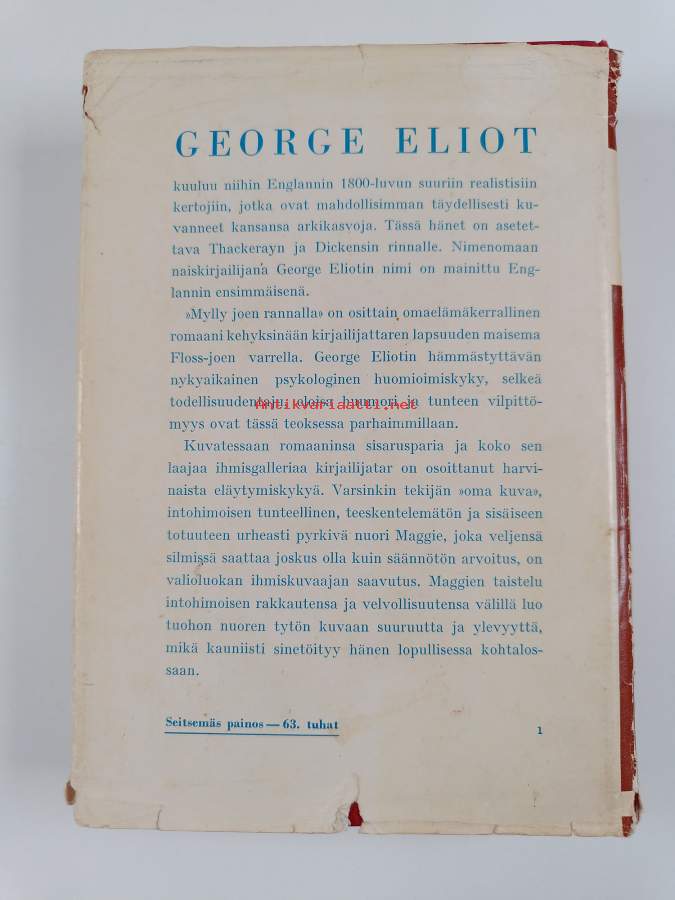 GEORGE ELIOT
kuuluu niihin Englannin 1800-luvun suuriin realistisiin
kertojiin, jotka ovat mahdollisimman täydellisesti ku-
vanneet kansansa arkikasvoja. Tässä hänet on asetet-
tava Thackerayn ja Dickensin rinnalle. Nimenomaan
naiskirjailijana George Eliotin nimi on mainittu Eng-
lannin ensimmäisenä.
»Mylly joen rannalla» on osittain omaelämäkerrallinen
romaani kehyksinään kirjailijattaren lapsuuden maisema
Floss-joen varrella. George Eliotin hämmästyttävän
nykyaikainen psykologinen huomioimiskyky, selkeä
todellisuudentaju, aloisa huumori ja tunteen vilpittö-
Antikvariaatti.net
myys ovat tässä teoksessa parhaimmillaan.
Kuvatessaan romaaninsa sisarusparia ja koko sen
laajaa ihmisgalleriaa kirjailijatar on osoittanut harvi-
naista eläytymiskykyä. Varsinkin tekijän »oma kuva»,
intohimoisen tunteellinen, teeskentelemätön ja sisäiseen
totuuteen urheasti pyrkivä nuori Maggie, joka veljensä
silmissä saattaa joskus olla kuin säännötön arvoitus, on
valioluokan ihmiskuvaajan saavutus. Maggien taistelu
intohimoisen rakkautensa ja velvollisuutensa välillä luo
tuohon nuoren tytön kuvaan suuruutta ja ylevyyttä,
mikä kauniisti sinetöityy hänen lopullisessa kohtalos-
saan.
Seitsemäs painos — 63. tuhat
1